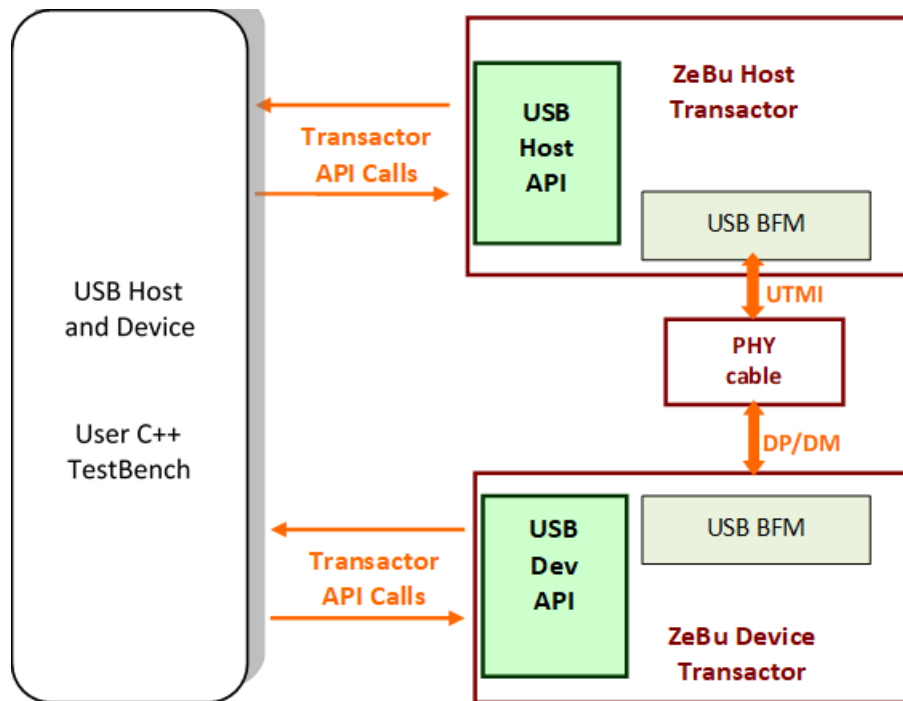 USB Host
and Device
User C++
TestBench
Transactor
API Calls
USB
Host
API
ZeBu Host
Transactor
USB BFM
UTMI
PHY
cable
DP/DM
Transactor
API Calls
USB
Dev
API
USB BFM
ZeBu Device
Transactor